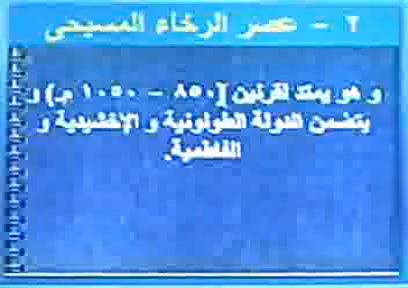 ٢ - عصر الرخاء المسيحى
و هو يمتد لقرنين [٨٥٠ - ١٠٥٠ م) و
يتضمن الدولة الطولونية و الإخشيدية و
الفاطمية.